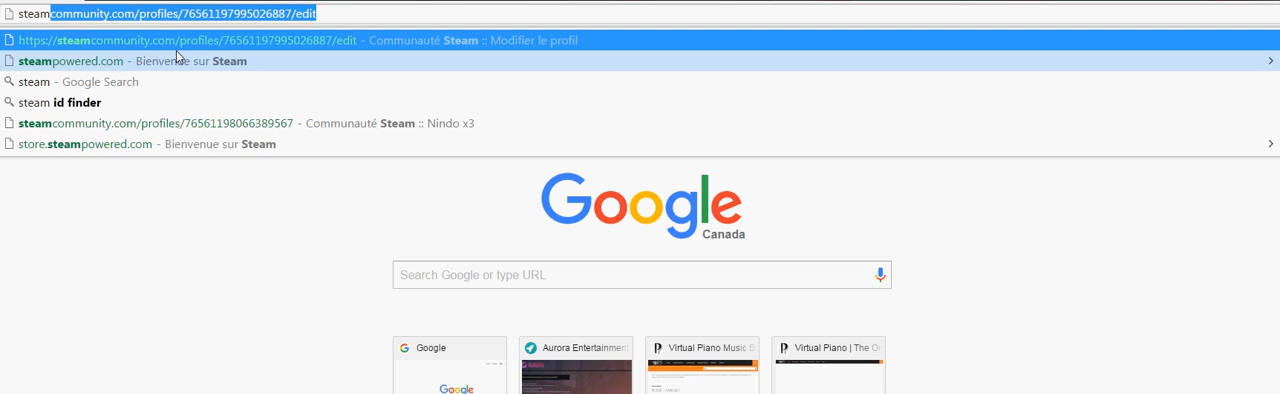 steamcommunity.com/profiles/76561197995026887/edit
https://steamcommunity.com/profiles/76561197995026887/edit - Communauté Steam :: Modifier le profil
steampowered.com - Bienvenue sur Steam
steam - Google Search
steam id finder
steamcommunity.com/profiles/76561198066389567 - Communauté Steam :: Nindo x3
store.steampowered.com - Bienvenue sur Steam
Google
Canada
Search Google or type URL
Google Aurora Entertainment Virtual Piano Music Virtual Piano | The
Google